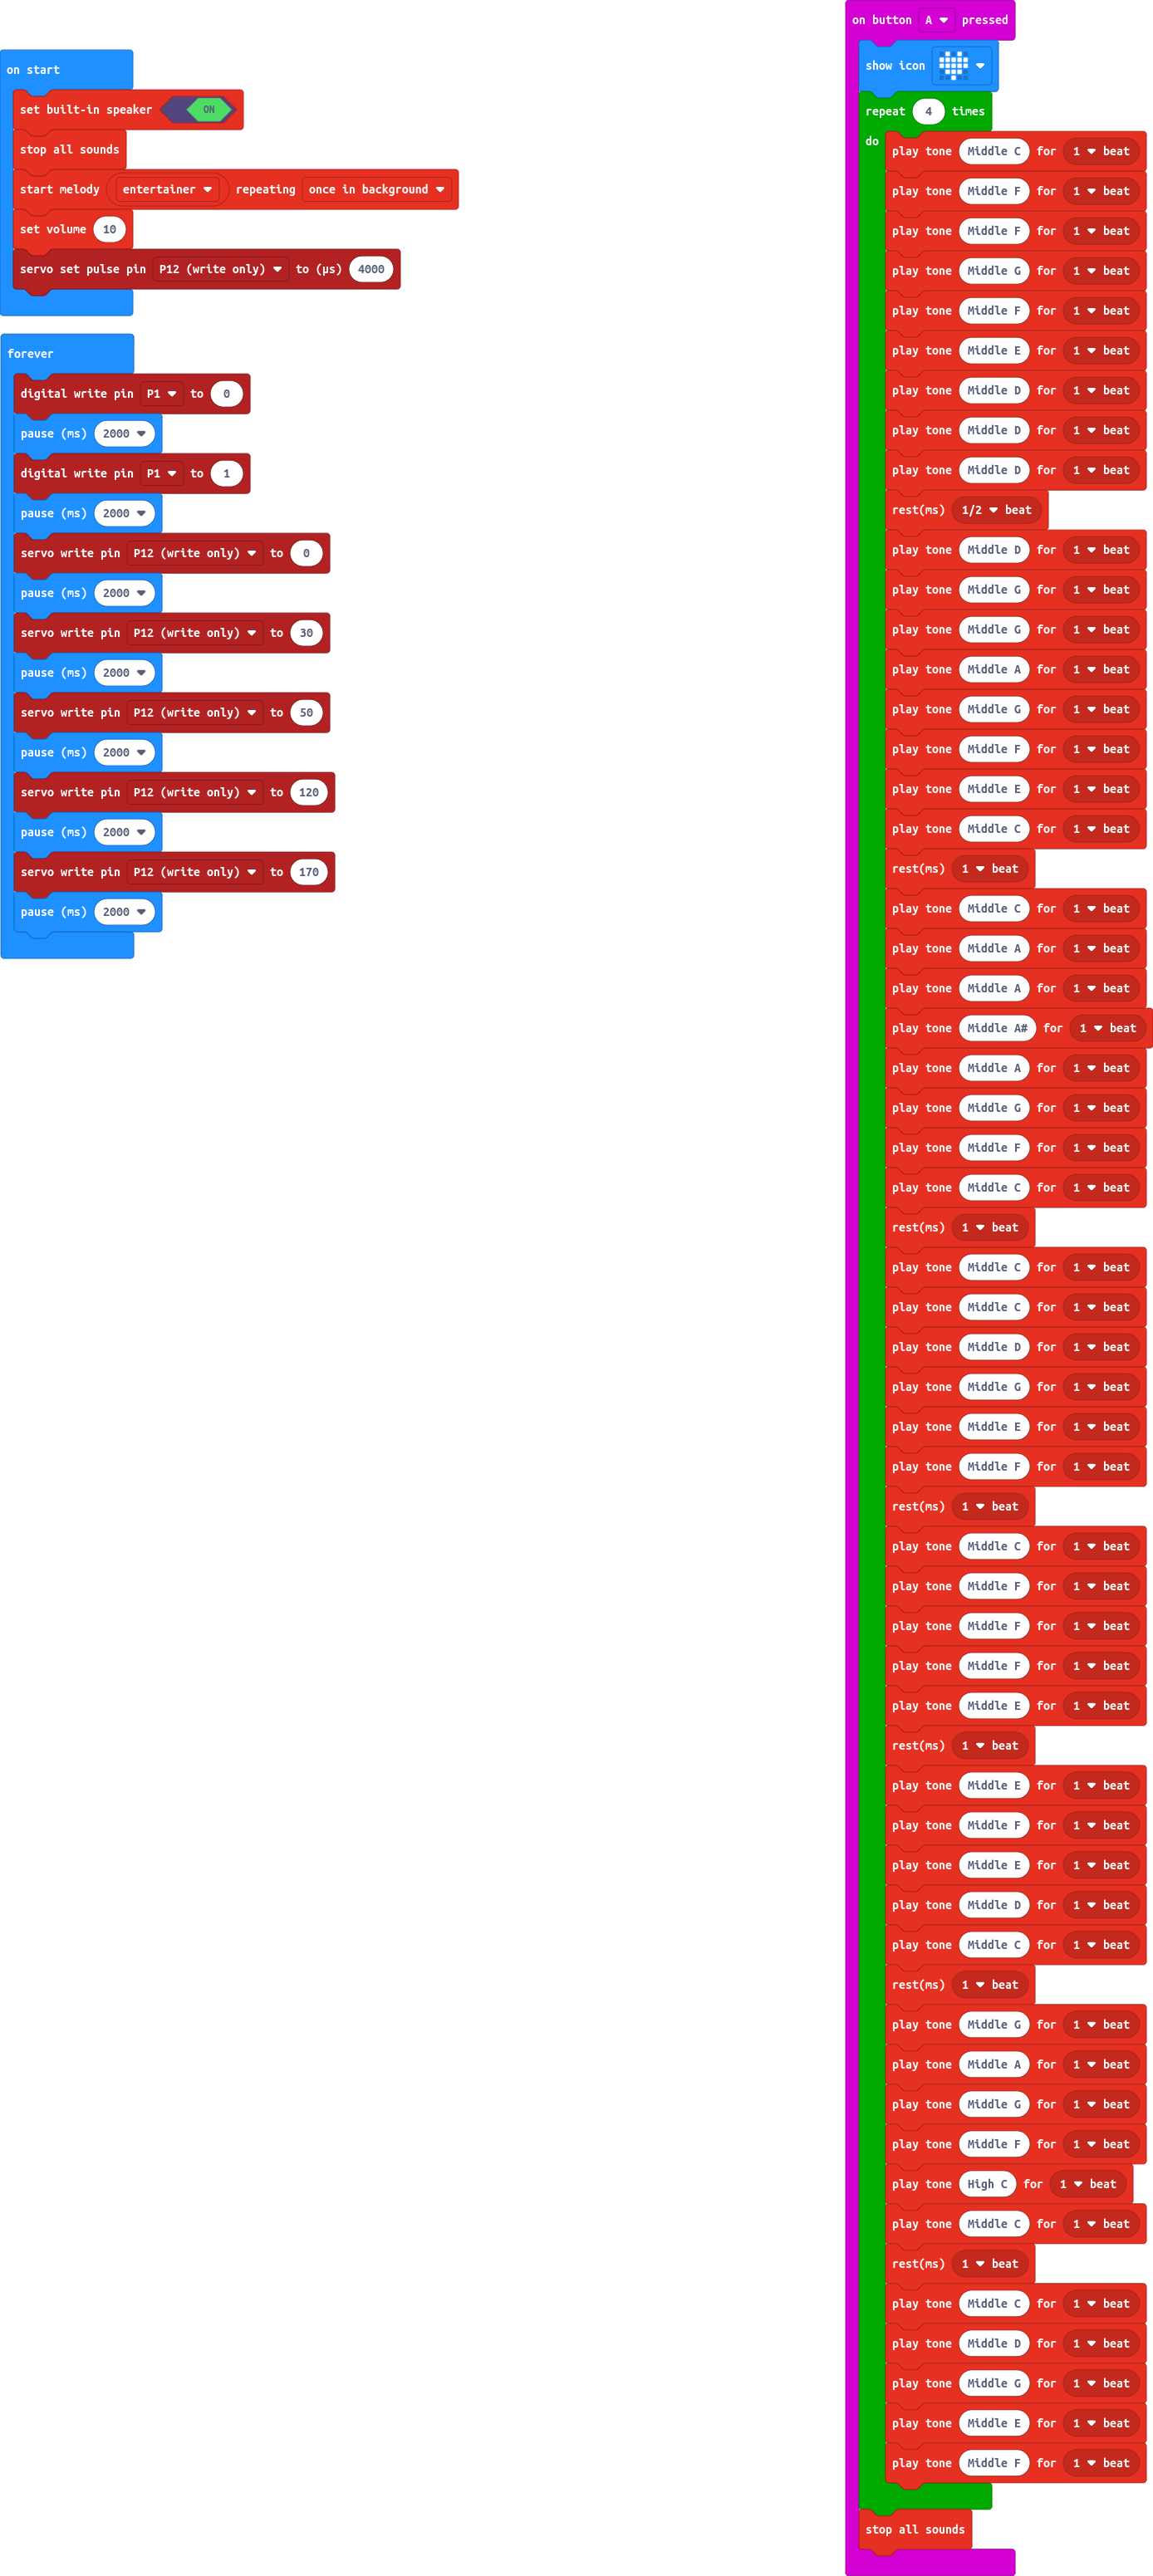 on start
set built-in speaker ON
stop all sounds
start melody entertainer repeating once in background
set volume 10
servo set pulse pin P12 (write only) to (µs) 4000
forever
digital write pin P1 to 0
pause (ms) 2000
digital write pin P1 to 1
pause (ms) 2000
servo write pin P12 (write only) to 0
pause (ms) 2000
servo write pin P12 (write only) to 30
pause (ms) 2000
servo write pin P12 (write only) to 50
pause (ms) 2000
servo write pin P12 (write only) to 120
pause (ms) 2000
servo write pin P12 (write only) to 170
pause (ms) 2000
on button A pressed
show icon
repeat 4 times
do
play tone Middle C for 1 beat
play tone Middle F for 1 beat
play tone Middle F for 1 beat
play tone Middle G for 1 beat
play tone Middle F for 1 beat
play tone Middle E for 1 beat
play tone Middle D for 1 beat
play tone Middle D for 1 beat
play tone Middle D for 1 beat
rest(ms) 1/2 beat
play tone Middle D for 1 beat
play tone Middle G for 1 beat
play tone Middle G for 1 beat
play tone Middle A for 1 beat
play tone Middle G for 1 beat
play tone Middle F for 1 beat
play tone Middle E for 1 beat
play tone Middle C for 1 beat
rest(ms) 1 beat
play tone Middle C for 1 beat
play tone Middle A for 1 beat
play tone Middle A for 1 beat
play tone Middle A# for 1 beat
play tone Middle A for 1 beat
play tone Middle G for 1 beat
play tone Middle F for 1 beat
play tone Middle C for 1 beat
rest(ms) 1 beat
play tone Middle C for 1 beat
play tone Middle C for 1 beat
play tone Middle D for 1 beat
play tone Middle G for 1 beat
play tone Middle E for 1 beat
play tone Middle F for 1 beat
rest(ms) 1 beat
play tone Middle C for 1 beat
play tone Middle F for 1 beat
play tone Middle F for 1 beat
play tone Middle F for 1 beat
play tone Middle E for 1 beat
rest(ms) 1 beat
play tone Middle E for 1 beat
play tone Middle F for 1 beat
play tone Middle E for 1 beat
play tone Middle D for 1 beat
play tone Middle C for 1 beat
rest(ms) 1 beat
play tone Middle G for 1 beat
play tone Middle A for 1 beat
play tone Middle G for 1 beat
play tone Middle F for 1 beat
play tone High C for 1 beat
play tone Middle C for 1 beat
rest(ms) 1 beat
play tone Middle C for 1 beat
play tone Middle D for 1 beat
play tone Middle G for 1 beat
play tone Middle E for 1 beat
play tone Middle F for 1 beat
stop all sounds